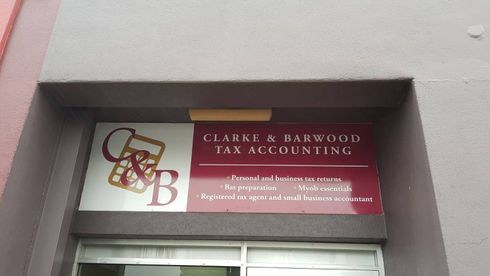 C&B
CLARKE & BARWOOD
TAX ACCOUNTING
• Personal and business tax returns
• Bas preparation • Myob essentials
• Registered tax agent and small business accountant